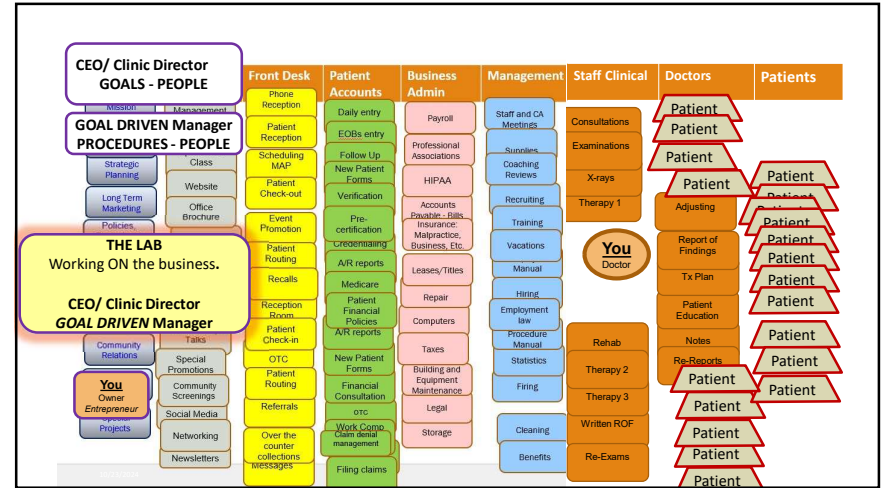 CEO/ Clinic Director
GOALS - PEOPLE
GOAL DRIVEN Manager
PROCEDURES - PEOPLE
Mission
Strategic
Planning
Long Term
Marketing
Policies,
THE LAB
Working ON the business.
CEO/ Clinic Director
GOAL DRIVEN Manager
Community
Relations
You
Owner
Entrepreneur
Projects
Management
Class
Website
Office
Brochure
Talks
Special
Promotions
Community
Screenings
Social Media
Networking
Newsletters
Front Desk
Phone
Reception
Patient
Reception
Scheduling
MAP
Patient
Check-out
Event
Promotion
Patient
Routing
Recalls
Reception
Room
Patient
Check-in
OTC
Patient
Routing
Referrals
Over the
counter
collections
Messages
Patient
Accounts
Daily entry
EOBs entry
Follow Up
New Patient
Forms
Verification
Pre-
certification
Credentialing
A/R reports
Medicare
Patient
Financial
Policies
A/R reports
New Patient
Forms
Financial
Consultation
OTC
Work Comp
Claim denial
management
Filing claims
Business
Admin
Payroll
Professional
Associations
HIPAA
Accounts
Payable - Bills
Insurance:
Malpractice,
Business, Etc.
Leases/Titles
Repair
Computers
Taxes
Building and
Equipment
Maintenance
Legal
Storage
Management
Staff and CA
Meetings
Supplies
Coaching
Reviews
Recruiting
Training
Vacations
Manual
Hiring
Employment
law
Procedure
Manual
Statistics
Firing
Cleaning
Benefits
Staff Clinical
Consultations
Examinations
X-rays
Therapy 1
You
Doctor
Rehab
Therapy 2
Therapy 3
Written ROF
Re-Exams
Doctors
Patient
Patient
Patient
Patient
Adjusting
Report of
Findings
Tx Plan
Patient
Education
Notes
Re-Reports
Patient
Patient
Patient
Patient
Patient
Patients
Patient
Patient
Patient
Patient
Patient
Patient
Patient
Patient
Patient
Patient